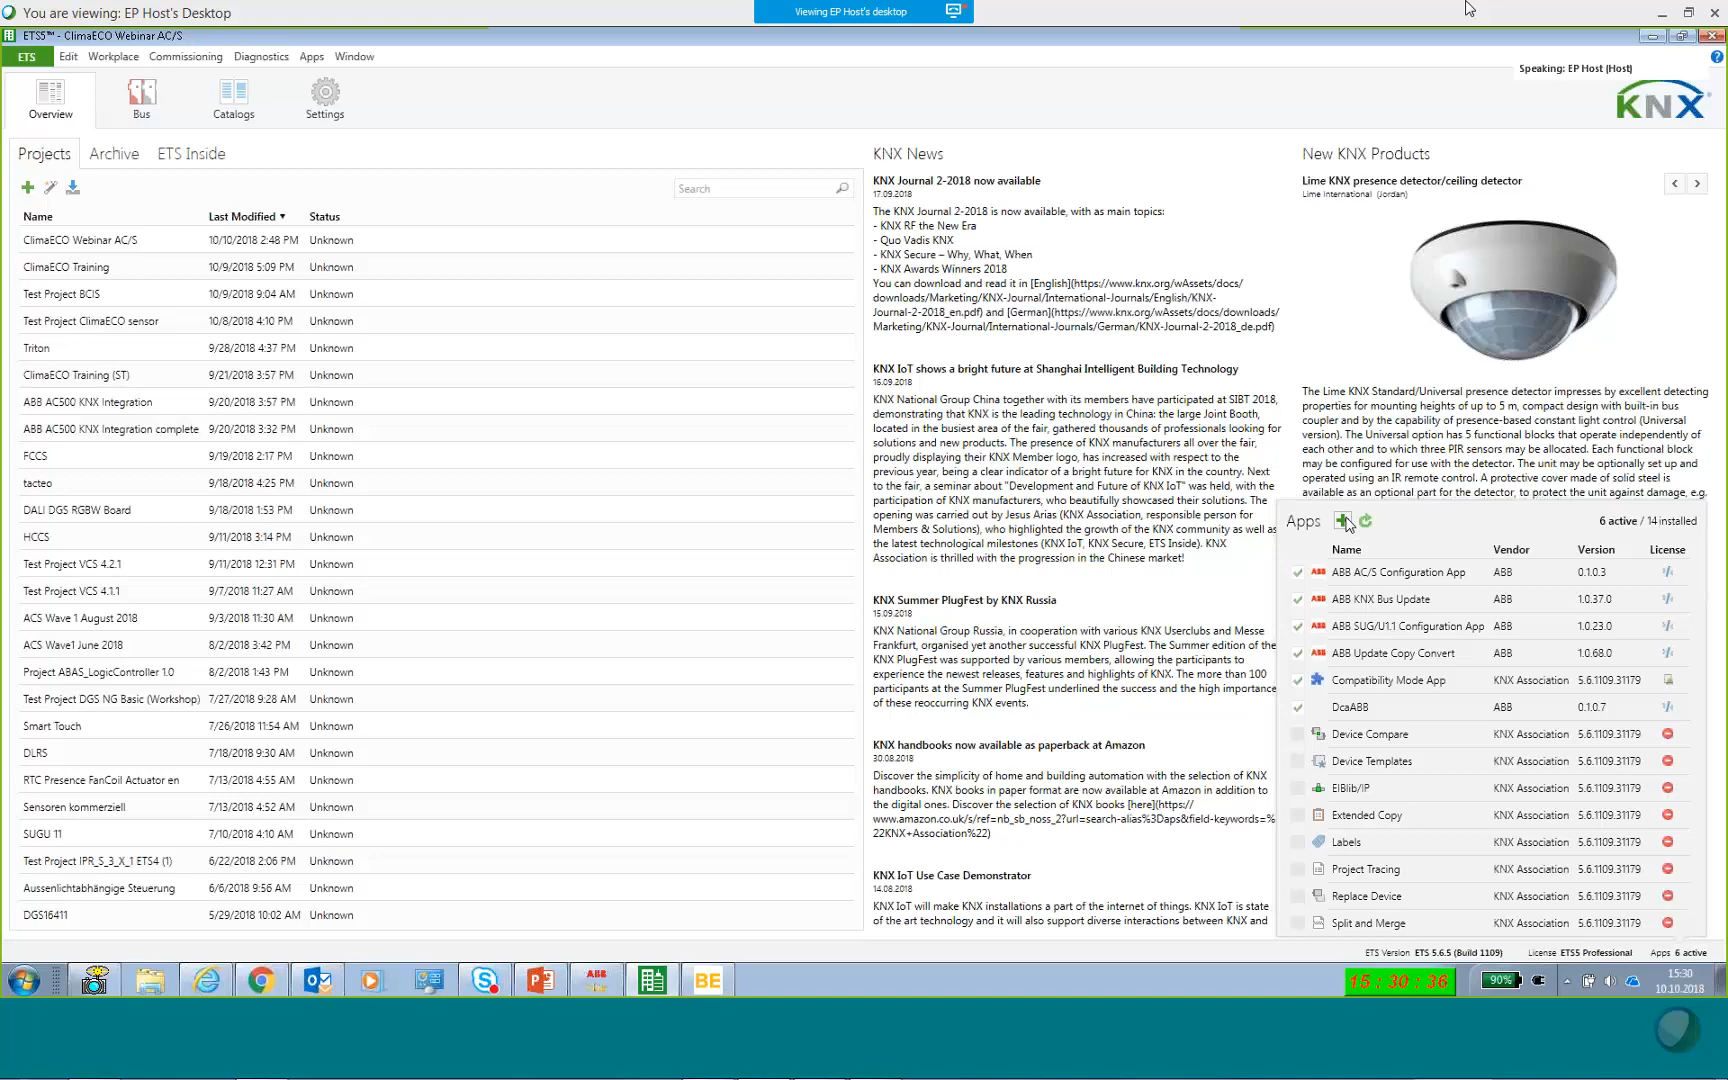 You are viewing: EP Host's Desktop
Viewing EP Host's desktop
ETS5™ - ClimaECO Webinar AC/S
ETS Edit Workplace Commissioning Diagnostics Apps Window
Speaking: EP Host (Host)
Overview Bus Catalogs Settings
KNX
Projects Archive ETS Inside
Search
Name Last Modified Status
ClimaECO Webinar AC/S 10/10/2018 2:48 PM Unknown
ClimaECO Training 10/9/2018 5:09 PM Unknown
Test Project BCIS 10/9/2018 9:04 AM Unknown
Test Project ClimaECO sensor 10/8/2018 4:10 PM Unknown
Triton 9/28/2018 4:37 PM Unknown
ClimaECO Training (ST) 9/21/2018 3:57 PM Unknown
ABB AC500 KNX Integration 9/20/2018 3:57 PM Unknown
ABB AC500 KNX Integration complete 9/20/2018 3:32 PM Unknown
FCCS 9/19/2018 2:17 PM Unknown
tacteo 9/18/2018 4:25 PM Unknown
DALI DGS RGBW Board 9/18/2018 1:53 PM Unknown
HCCS 9/11/2018 3:14 PM Unknown
Test Project VCS 4.2.1 9/11/2018 12:31 PM Unknown
Test Project VCS 4.1.1 9/7/2018 11:27 AM Unknown
ACS Wave 1 August 2018 9/3/2018 11:30 AM Unknown
ACS Wave1 June 2018 8/2/2018 3:42 PM Unknown
Project ABAS_LogicController 1.0 8/2/2018 1:43 PM Unknown
Test Project DGS NG Basic (Workshop) 7/27/2018 9:28 AM Unknown
Smart Touch 7/26/2018 11:54 AM Unknown
DLRS 7/18/2018 9:30 AM Unknown
RTC Presence FanCoil Actuator en 7/13/2018 4:55 AM Unknown
Sensoren kommerziell 7/13/2018 4:52 AM Unknown
SUGU 11 7/10/2018 4:10 AM Unknown
Test Project IPR_S_3_X_1 ETS4 (1) 6/22/2018 2:06 PM Unknown
Aussenlichtabhängige Steuerung 6/6/2018 9:56 AM Unknown
DGS16411 5/29/2018 10:02 AM Unknown
KNX News
KNX Journal 2-2018 now available
17.09.2018
The KNX Journal 2-2018 is now available, with as main topics:
- KNX RF the New Era
- Quo Vadis KNX
- KNX Secure – Why, What, When
- KNX Awards Winners 2018
You can download and read it in [English](https://www.knx.org/wAssets/docs/
downloads/Marketing/KNX-Journal/International-Journals/English/KNX-
Journal-2-2018_en.pdf) and [German](https://www.knx.org/wAssets/docs/downloads/
Marketing/KNX-Journal/International-Journals/German/KNX-Journal-2-2018_de.pdf)
KNX IoT shows a bright future at Shanghai Intelligent Building Technology
16.09.2018
KNX National Group China together with its members have participated at SIBT 2018,
demonstrating that KNX is the leading technology in China: the large Joint Booth,
located in the busiest area of the fair, gathered thousands of professionals looking for
solutions and new products. The presence of KNX manufacturers all over the fair,
proudly displaying their KNX Member logo, has increased with respect to the
previous year, being a clear indicator of a bright future for KNX in the country. Next
to the fair, a seminar about "Development and Future of KNX IoT" was held, with the
participation of KNX manufacturers, who beautifully showcased their solutions. The
opening was carried out by Jesus Arias (KNX Association, responsible person for
Members & Solutions), who highlighted the growth of the KNX community as well as
the latest technological milestones (KNX IoT, KNX Secure, ETS Inside). KNX
Association is thrilled with the progression in the Chinese market!
KNX Summer PlugFest by KNX Russia
15.09.2018
KNX National Group Russia, in cooperation with various KNX Userclubs and Messe
Frankfurt, organised yet another successful KNX PlugFest. The Summer edition of the
KNX PlugFest was supported by various members, allowing the participants to
experience the newest releases, features and highlights of KNX. The more than 100
participants at the Summer PlugFest underlined the success and the high importance
of these reoccurring KNX events.
KNX handbooks now available as paperback at Amazon
30.08.2018
Discover the simplicity of home and building automation with the selection of KNX
handbooks. KNX books in paper format are now available at Amazon in addition to
the digital ones. Discover the selection of KNX books [here](https://
www.amazon.co.uk/s/ref=nb_sb_noss_2?url=search-alias%3Daps&field-keywords=%
22KNX+Association%22)
KNX IoT Use Case Demonstrator
14.08.2018
KNX IoT will make KNX installations a part of the internet of things. KNX IoT is state
of the art technology and it will also support diverse interactions between KNX and
New KNX Products
Lime KNX presence detector/ceiling detector
Lime International (Jordan)
The Lime KNX Standard/Universal presence detector impresses by excellent detecting
properties for mounting heights of up to 5 m, compact design with built-in bus
coupler and by the capability of presence-based constant light control (Universal
version). The Universal option has 5 functional blocks that operate independently of
each other and to which three PIR sensors may be allocated. Each functional block
may be configured for use with the detector. The unit may be optionally set up and
operated using an IR remote control. A protective cover made of solid steel is
available as an optional part for the detector, to protect the unit against damage, e.g.
Apps 6 active / 14 installed
Name Vendor Version License
ABB ABB AC/S Configuration App ABB 0.1.0.3
ABB ABB KNX Bus Update ABB 1.0.37.0
ABB ABB SUG/U1.1 Configuration App ABB 1.0.23.0
ABB ABB Update Copy Convert ABB 1.0.68.0
Compatibility Mode App KNX Association 5.6.1109.31179
DcaABB ABB 0.1.0.7
Device Compare KNX Association 5.6.1109.31179
Device Templates KNX Association 5.6.1109.31179
EIBlib/IP KNX Association 5.6.1109.31179
Extended Copy KNX Association 5.6.1109.31179
Labels KNX Association 5.6.1109.31179
Project Tracing KNX Association 5.6.1109.31179
Replace Device KNX Association 5.6.1109.31179
Split and Merge KNX Association 5.6.1109.31179
ETS Version ETS 5.6.5 (Build 1109) License ETS5 Professional Apps 6 active
ABB BE
15:30:36
90%
15:30
10.10.2018